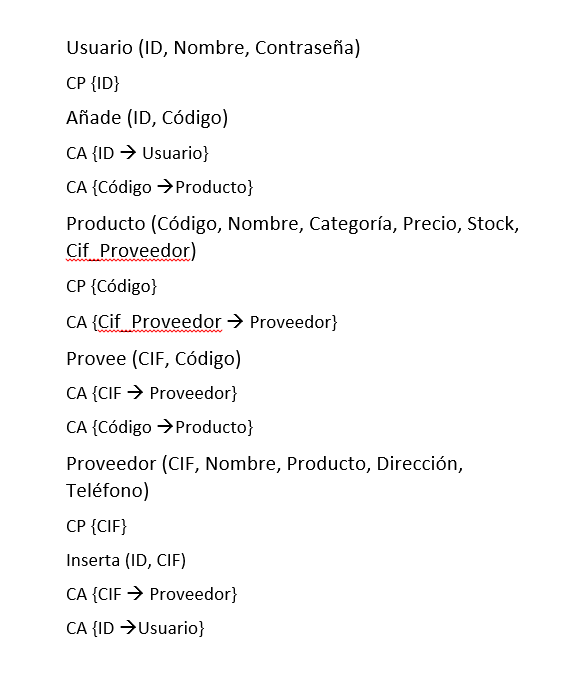 Usuario (ID, Nombre, Contraseña)
CP {ID}
Añade (ID, Código)
CA {ID → Usuario}
CA {Código →Producto}
Producto (Código, Nombre, Categoría, Precio, Stock,
Cif_Proveedor)
CP {Código}
CA {Cif_Proveedor → Proveedor}
Provee (CIF, Código)
CA {CIF → Proveedor}
CA {Código →Producto}
Proveedor (CIF, Nombre, Producto, Dirección,
Teléfono)
CP {CIF}
Inserta (ID, CIF)
CA {CIF → Proveedor}
CA {ID →Usuario}